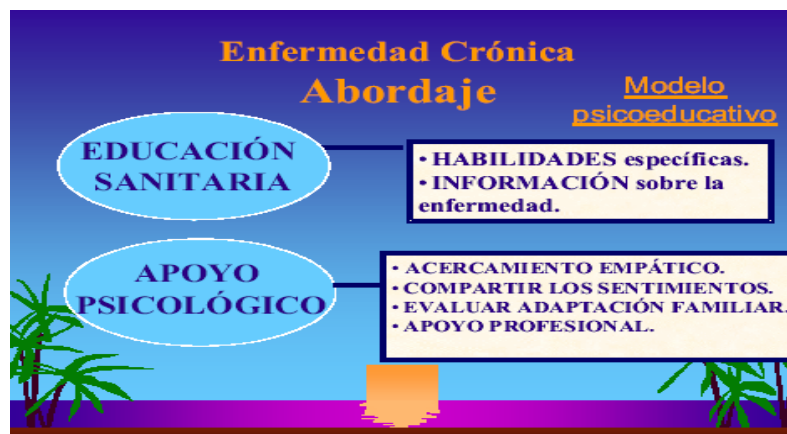 Enfermedad Crónica
Abordaje
Modelo
psicoeducativo
EDUCACIÓN
SANITARIA
• HABILIDADES específicas.
• INFORMACIÓN sobre la
enfermedad.
APOYO
PSICOLÓGICO
• ACERCAMIENTO EMPÁTICO.
• COMPARTIR LOS SENTIMIENTOS.
• EVALUAR ADAPTACIÓN FAMILIAR.
• APOYO PROFESIONAL.